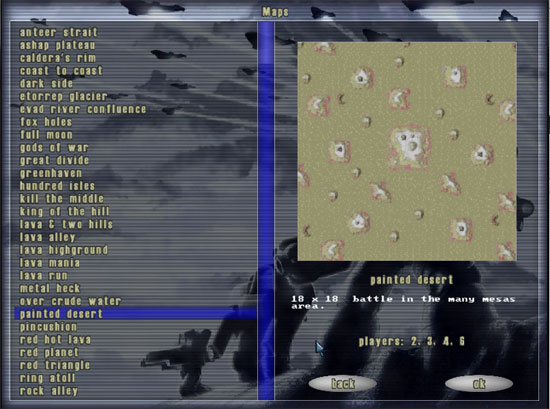 Maps
anteer strait
ashap plateau
caldera's rim
coast to coast
dark side
etorrep glacier
evad river confluence
fox holes
full moon
gods of war
great divide
greenhaven
hundred isles
kill the middle
king of the hill
lava & two hills
lava alley
lava highground
lava mania
lava run
metal heck
over crude water
painted desert
pincushion
red hot lava
red planet
red triangle
ring atoll
rock alley
painted desert
18 x 18 battle in the many mesas
area.
players: 2, 3, 4, 6
back
ok